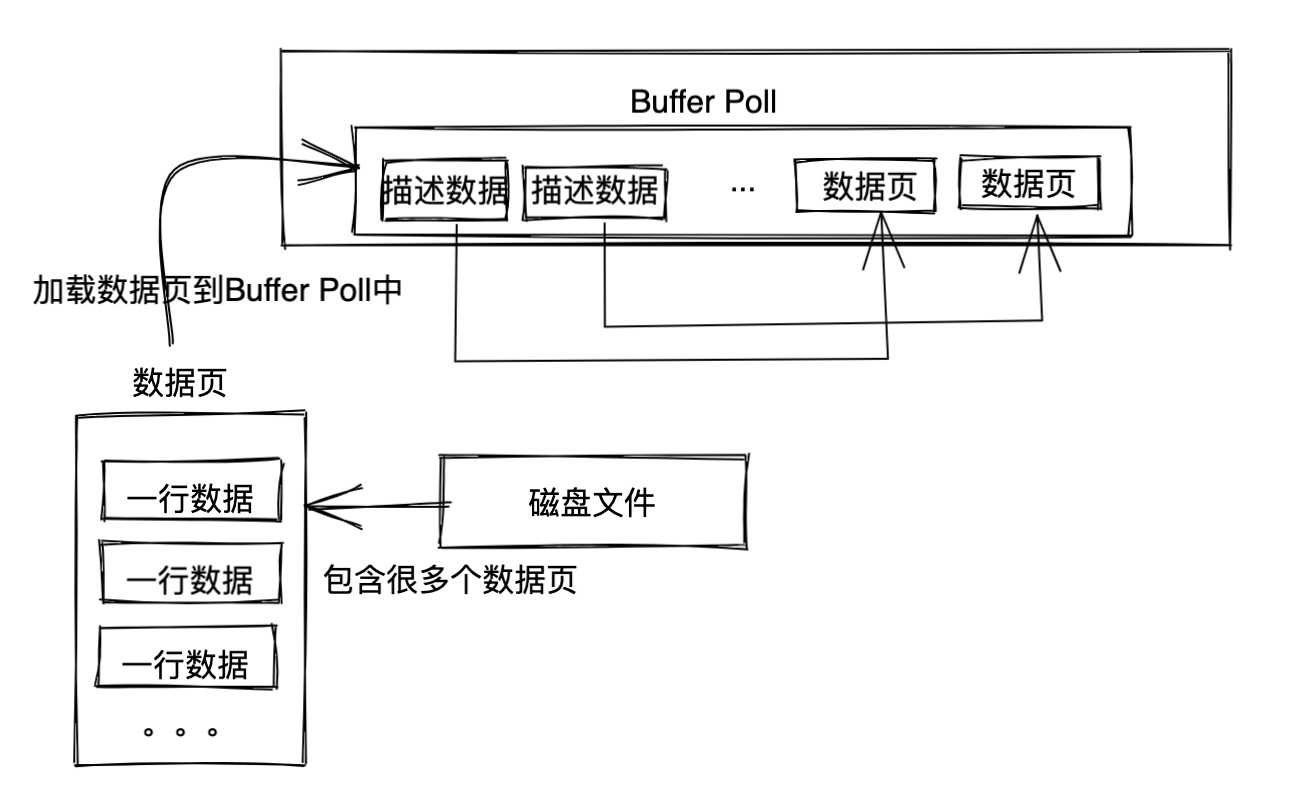 Buffer Poll
描述数据
描述数据
...
数据页
数据页
加载数据页到Buffer Poll中
数据页
一行数据
磁盘文件
一行数据
包含很多个数据页
一行数据
。。。